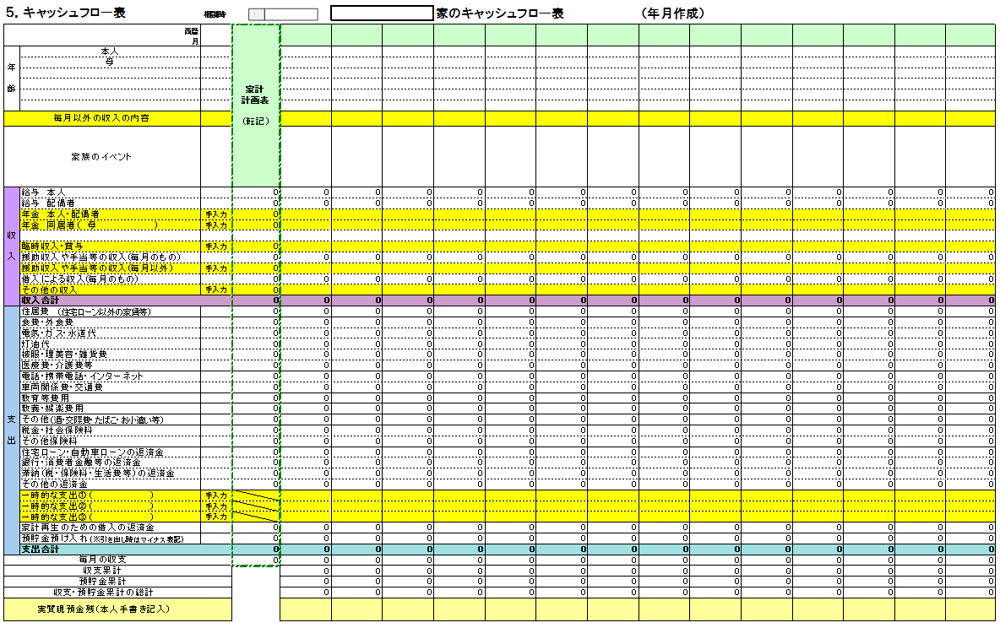 5. キャッシュフロー表 相談時 家のキャッシュフロー表 （年月作成）
西暦
月
年
齢
本人
母
家計
計画表
（転記）
毎月以外の収入の内容
家族のイベント
収
入
給与 本人 0 0 0 0 0 0 0 0 0 0 0 0 0 0 0
給与 配偶者 0 0 0 0 0 0 0 0 0 0 0 0 0 0 0
年金 本人・配偶者 手入力 0
年金 同居者（ 母 ） 手入力 0
臨時収入・賞与 手入力 0
援助収入や手当等の収入(毎月のもの) 0 0 0 0 0 0 0 0 0 0 0 0 0 0 0
援助収入や手当等の収入(毎月以外) 手入力 0
借入による収入(毎月のもの) 0 0 0 0 0 0 0 0 0 0 0 0 0 0 0
その他の収入 手入力 0
収入合計 0 0 0 0 0 0 0 0 0 0 0 0 0 0 0
支
出
住居費 （住宅ローン以外の家賃等） 0 0 0 0 0 0 0 0 0 0 0 0 0 0 0
食費・外食費 0 0 0 0 0 0 0 0 0 0 0 0 0 0 0
電気・ガス・水道代 0 0 0 0 0 0 0 0 0 0 0 0 0 0 0
灯油代 0 0 0 0 0 0 0 0 0 0 0 0 0 0 0
被服・理美容・雑貨費 0 0 0 0 0 0 0 0 0 0 0 0 0 0 0
医療費・介護費等 0 0 0 0 0 0 0 0 0 0 0 0 0 0 0
電話・携帯電話・インターネット 0 0 0 0 0 0 0 0 0 0 0 0 0 0 0
車両関係費・交通費 0 0 0 0 0 0 0 0 0 0 0 0 0 0 0
教育等費用 0 0 0 0 0 0 0 0 0 0 0 0 0 0 0
教養・娯楽費用 0 0 0 0 0 0 0 0 0 0 0 0 0 0 0
その他(酒・交際費・たばこ・お小遣い等) 0 0 0 0 0 0 0 0 0 0 0 0 0 0 0
税金・社会保険料 0 0 0 0 0 0 0 0 0 0 0 0 0 0 0
その他保険料 0 0 0 0 0 0 0 0 0 0 0 0 0 0 0
住宅ローン・自動車ローンの返済金 0 0 0 0 0 0 0 0 0 0 0 0 0 0 0
銀行・消費者金融等の返済金 0 0 0 0 0 0 0 0 0 0 0 0 0 0 0
滞納(税・保険料・生活費等)の返済金 0 0 0 0 0 0 0 0 0 0 0 0 0 0 0
その他の返済金 0 0 0 0 0 0 0 0 0 0 0 0 0 0 0
一時的な支出①( ) 手入力
一時的な支出②( ) 手入力
一時的な支出③( ) 手入力
家計再生のための借入の返済金 0 0 0 0 0 0 0 0 0 0 0 0 0 0 0
預貯金預け入れ(※引き出し時はマイナス表記) 0 0 0 0 0 0 0 0 0 0 0 0 0 0 0
支出合計 0 0 0 0 0 0 0 0 0 0 0 0 0 0 0
毎月の収支 0 0 0 0 0 0 0 0 0 0 0 0 0 0 0
収支累計 0 0 0 0 0 0 0 0 0 0 0 0 0 0
預貯金累計 0 0 0 0 0 0 0 0 0 0 0 0 0 0
収支・預貯金累計の総計 0 0 0 0 0 0 0 0 0 0 0 0 0 0
実質現預金残(本人手書き記入)